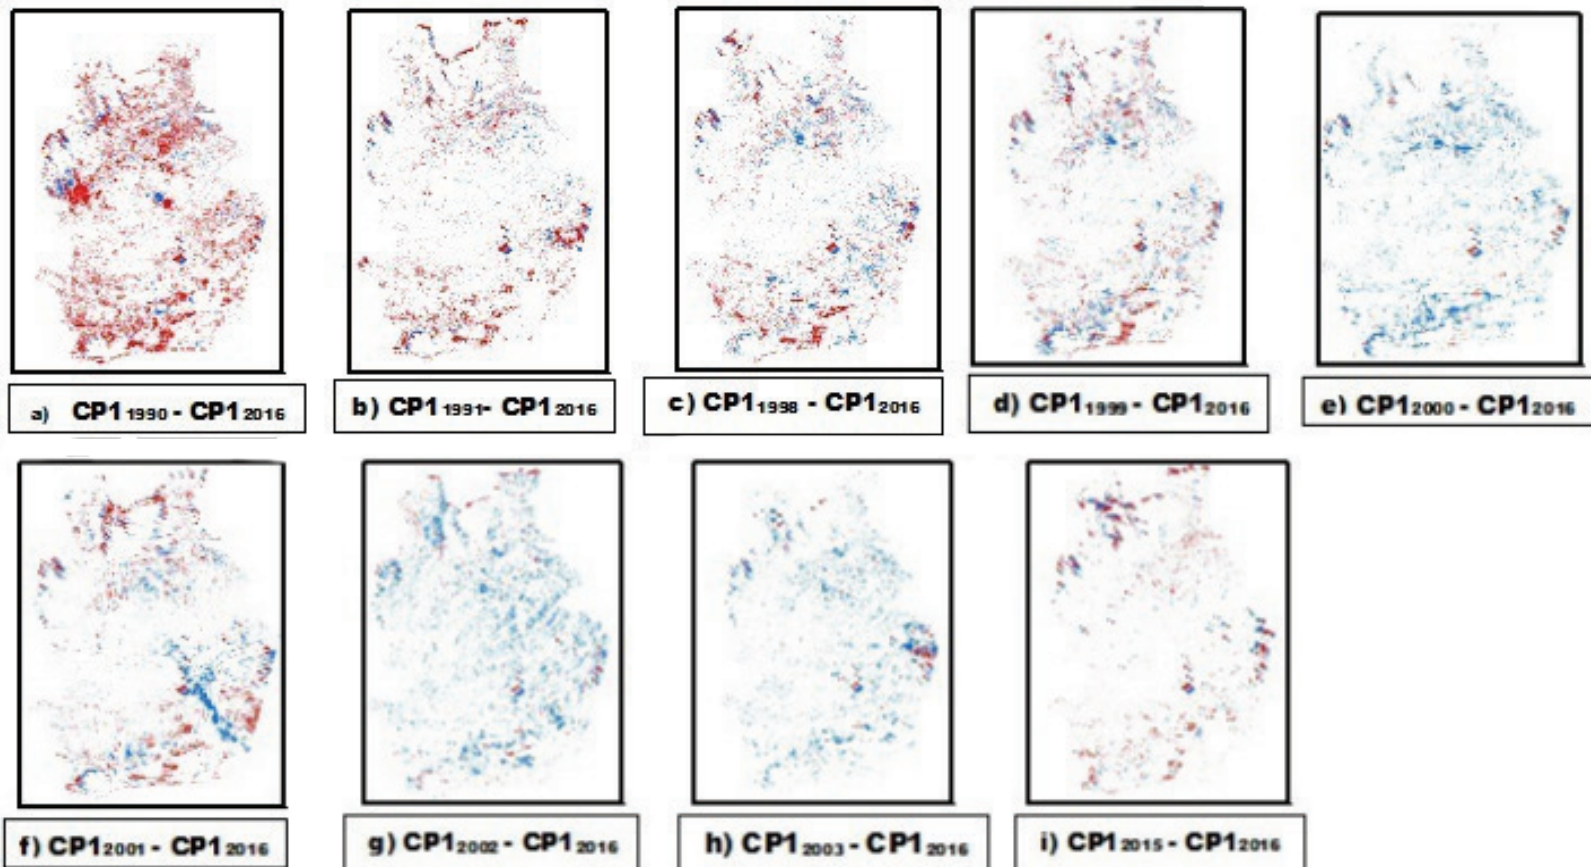 a) CP1 1990 - CP1 2016
b) CP1 1991- CP1 2016
c) CP1 1998 - CP1 2016
d) CP1 1999 - CP1 2016
e) CP1 2000 - CP1 2016
f) CP1 2001 - CP1 2016
g) CP1 2002 - CP1 2016
h) CP1 2003 - CP1 2016
i) CP1 2015 - CP1 2016